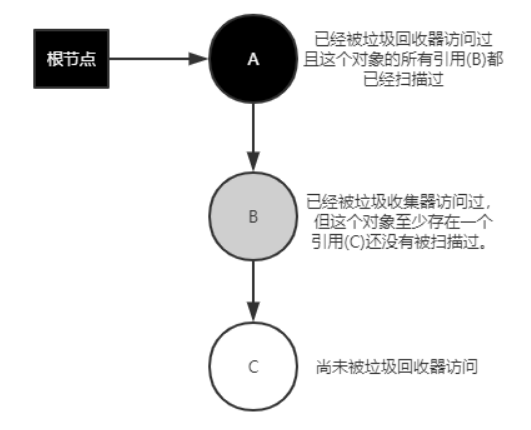 根节点
A
已经被垃圾回收器访问过
且这个对象的所有引用(B)都
已经扫描过
B
已经被垃圾收集器访问过，
但这个对象至少存在一个
引用(C)还没有被扫描过。
C
尚未被垃圾回收器访问